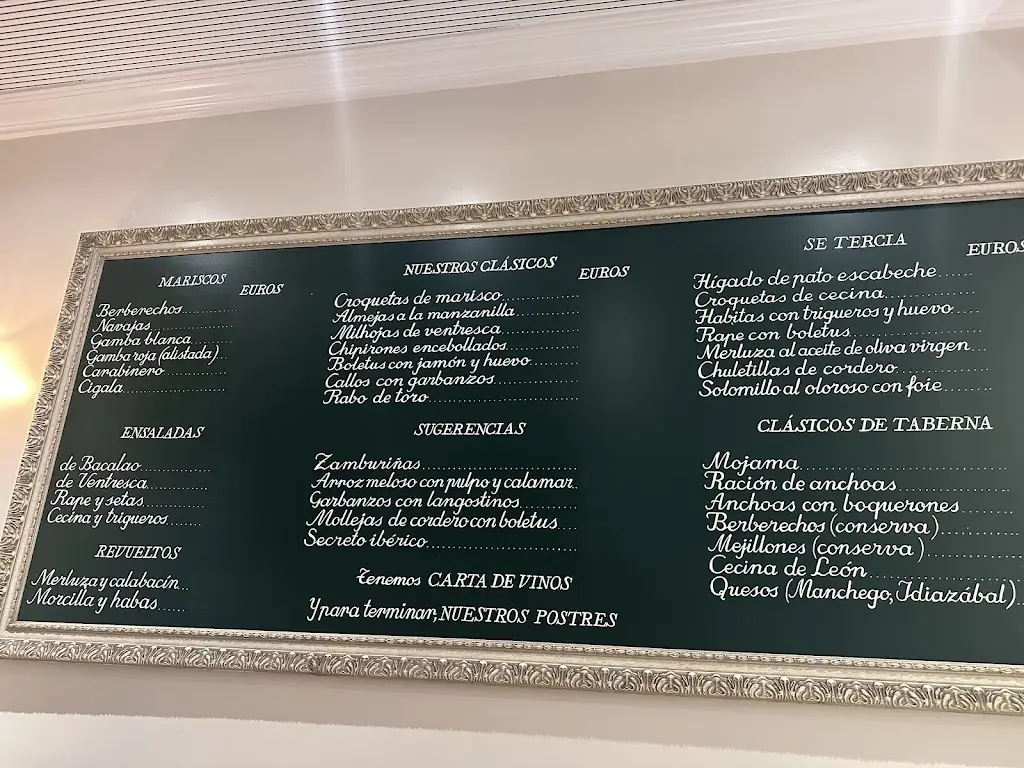 MARISCOS
EUROS
Berberechos
Navajas
Gamba blanca
Gamba roja (alistada)
Carabinero
Cigala
ENSALADAS
de Bacalao
de Ventresca
Rape y setas
Cecina y trigueros
REVUELTOS
Merluza y calabacín
Morcilla y habas
NUESTROS CLÁSICOS
EUROS
Croquetas de marisco
Almejas a la manzanilla
Milhojas de ventresca
Chipirones encebollados
Boletus con jamón y huevo
Callos con garbanzos
Rabo de toro
SUGERENCIAS
Zamburiñas
Arroz meloso con pulpo y calamar
Garbanzos con langostinos
Mollejas de cordero con boletus
Secreto ibérico
Tenemos CARTA DE VINOS
Y para terminar, NUESTROS POSTRES
SE TERCIA
EUROS
Hígado de pato escabeche
Croquetas de cecina
Habitas con trigueros y huevo
Rape con boletus
Merluza al aceite de oliva virgen
Chuletillas de cordero
Solomillo al oloroso con foie
CLÁSICOS DE TABERNA
Mojama
Ración de anchoas
Anchoas con boquerones
Berberechos (conserva)
Mejillones (conserva)
Cecina de León
Quesos (Manchego, Idiazábal)